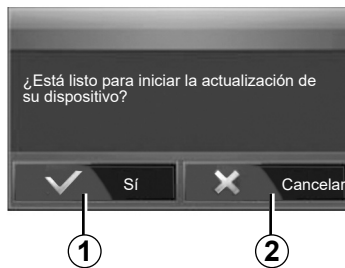 ¿Está listo para iniciar la actualización de
su dispositivo?
Sí
Cancelar
1
2